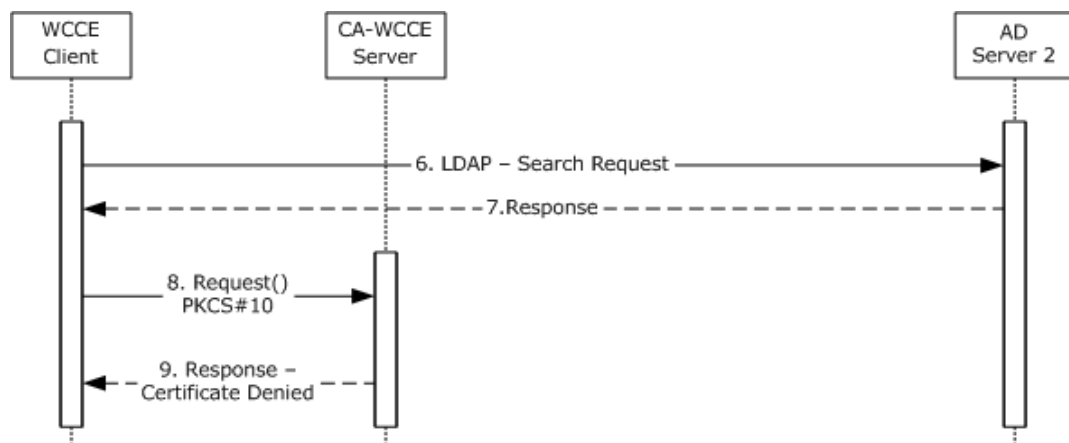 WCCE
Client
CA-WCCE
Server
AD
Server 2
6. LDAP – Search Request
7.Response
8. Request()
PKCS#10
9. Response –
Certificate Denied